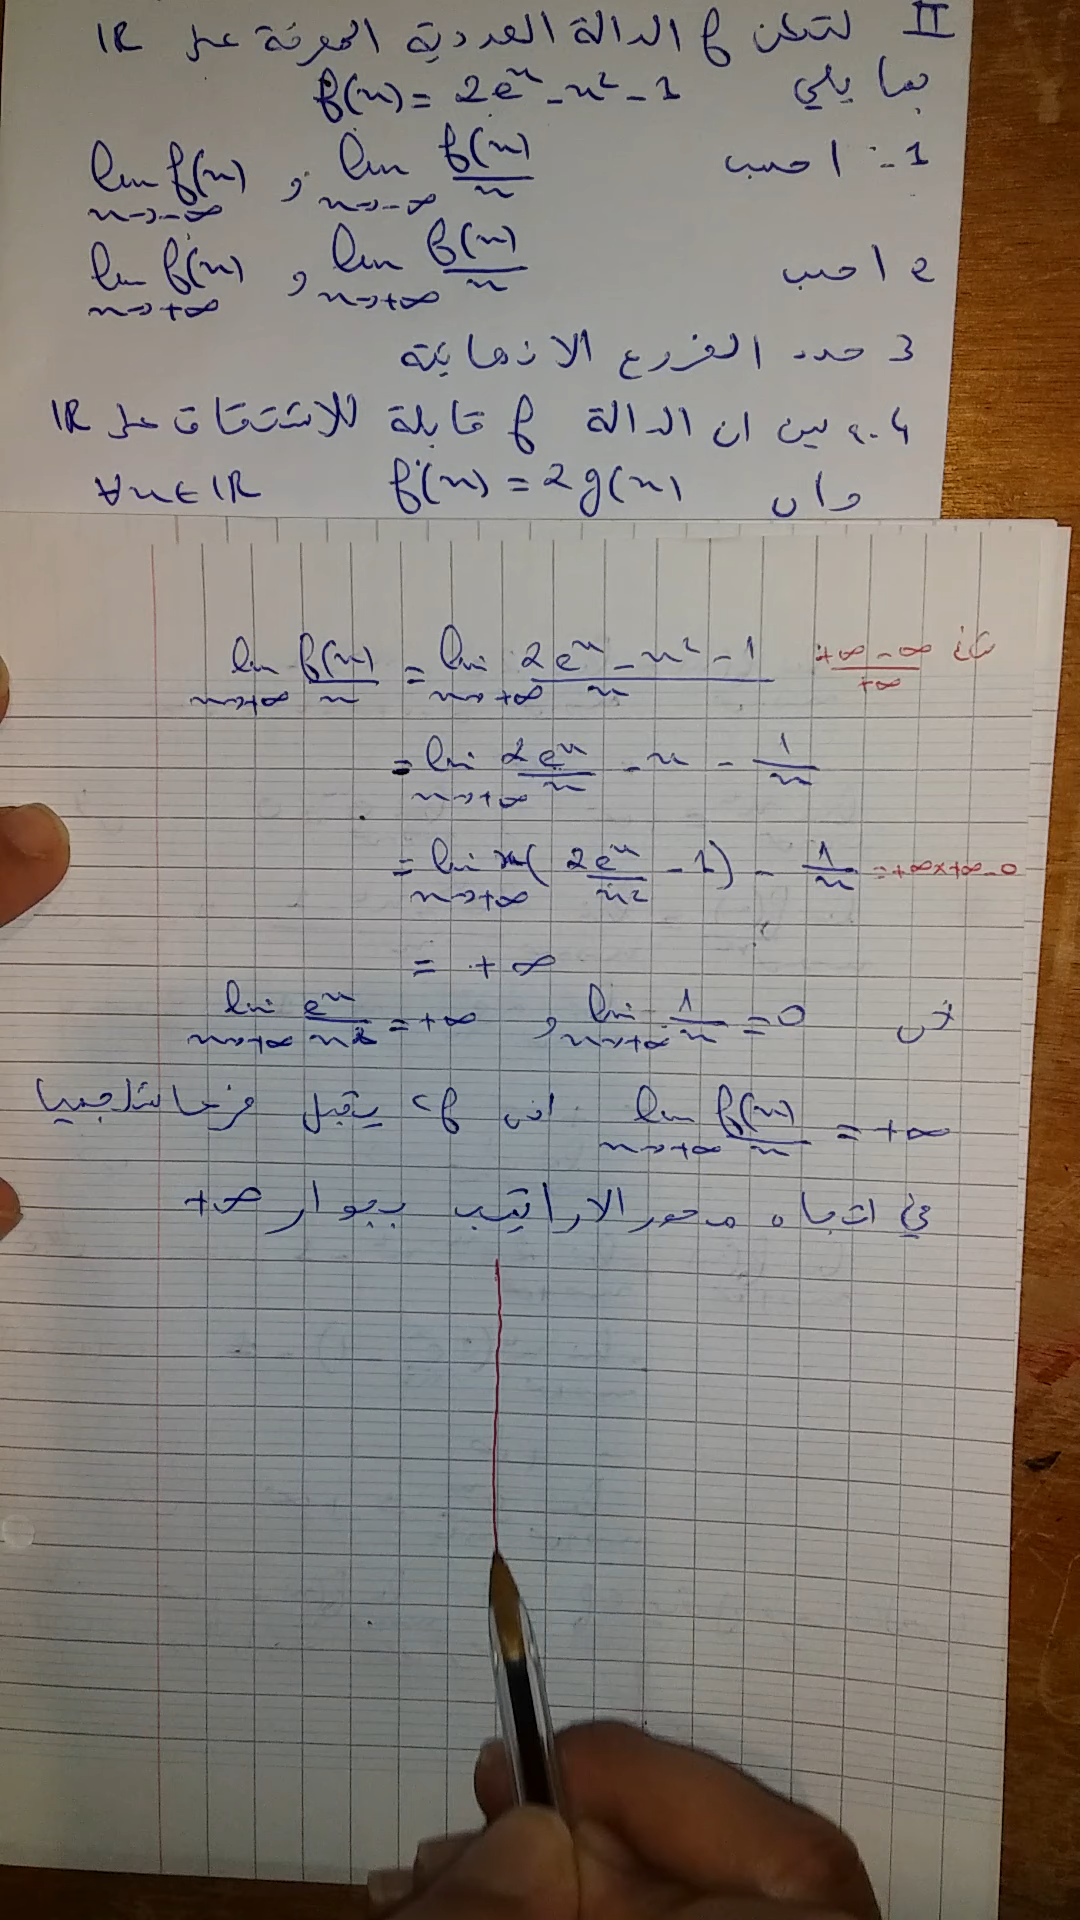 II لتكن f الدالة العددية المعرفة على IR
بما يلي f(x) = 2eˣ - x² - 1
1- احسب lim f(x)/x x→-∞ , lim f(x) x→-∞
2 احسب lim f(x)/x x→+∞ , lim f(x) x→+∞
3 حدد الفروع الانهائية
4. بين ان الدالة f قابلة للاشتقاق على IR
وان f'(x) = 2g(x) ∀x∈IR
lim f(x)/x x→+∞ = lim x→+∞ (2eˣ - x² - 1)/x (+∞ - ∞)/+∞
= lim x→+∞ 2eˣ/x - x - 1/x
= lim x→+∞ x(2eˣ/x² - 1) - 1/x = +∞×+∞-0
= +∞
لأن lim x→+∞ 1/x = 0 , lim x→+∞ eˣ/x² = +∞
lim x→+∞ f(x)/x = +∞ اذن Cf يقبل فرعا شلجميا
في اتجاه محور الاراتيب بجوار +∞